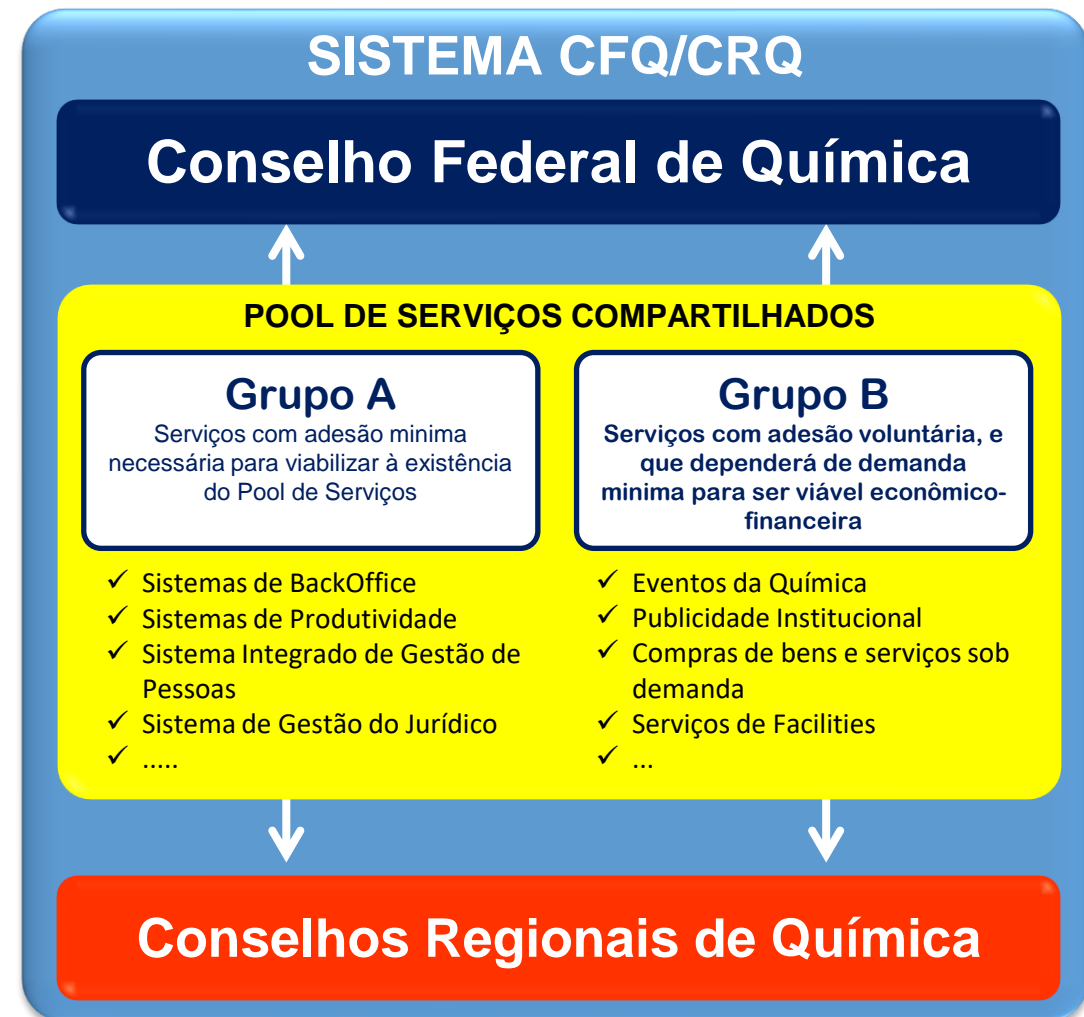 SISTEMA CFQ/CRQ
Conselho Federal de Química
POOL DE SERVIÇOS COMPARTILHADOS
Grupo A
Serviços com adesão minima
necessária para viabilizar à existência
do Pool de Serviços
✓ Sistemas de BackOffice
✓ Sistemas de Produtividade
✓ Sistema Integrado de Gestão de
Pessoas
✓ Sistema de Gestão do Jurídico
✓ .....
Grupo B
Serviços com adesão voluntária, e
que dependerá de demanda
minima para ser viável econômico-
financeira
✓ Eventos da Química
✓ Publicidade Institucional
✓ Compras de bens e serviços sob
demanda
✓ Serviços de Facilities
✓ ...
Conselhos Regionais de Química